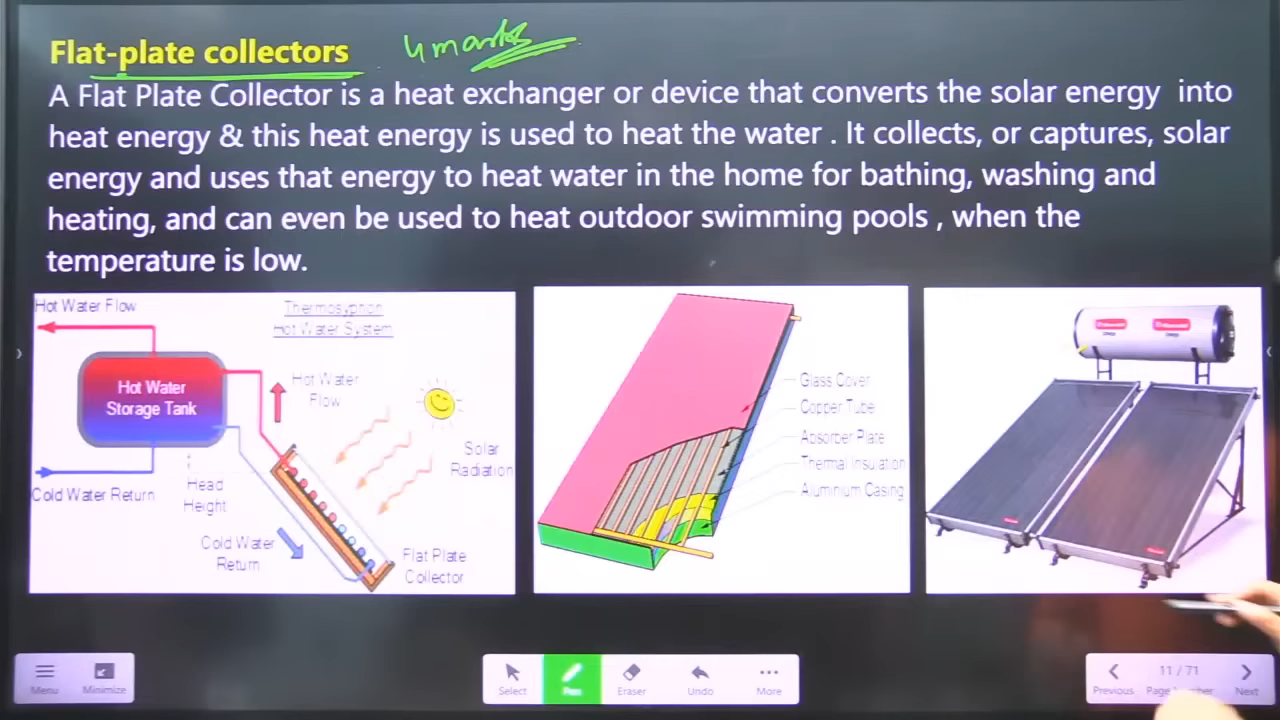 Flat-plate collectors 4 marks
A Flat Plate Collector is a heat exchanger or device that converts the solar energy into
heat energy & this heat energy is used to heat the water . It collects, or captures, solar
energy and uses that energy to heat water in the home for bathing, washing and
heating, and can even be used to heat outdoor swimming pools , when the
temperature is low.
Hot Water Flow
Thermosyphon
Hot Water System
Hot Water
Storage Tank
Hot Water
Flow
Solar
Radiation
Cold Water Return
Head
Height
Cold Water
Return
Flat Plate
Collector
Glass Cover
Copper Tube
Absorber Plate
Thermal Insulation
Aluminium Casing
Menu
Minimize
Select
Pen
Eraser
Undo
More
11 / 71
Previous
Page Number
Next